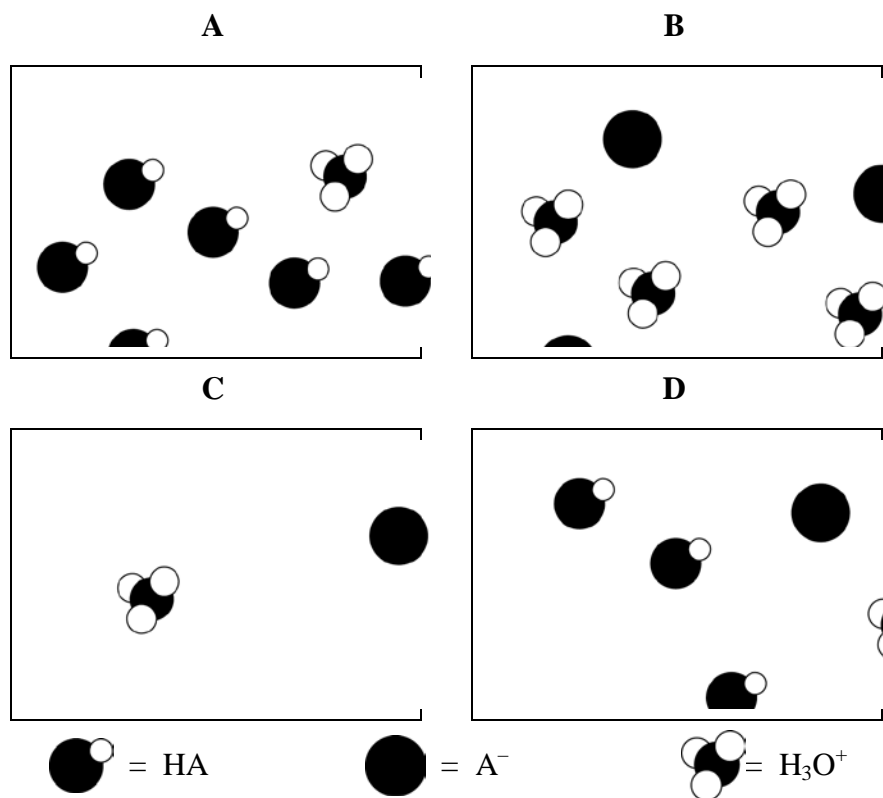 A B
C D
= HA = A⁻ = H₃O⁺